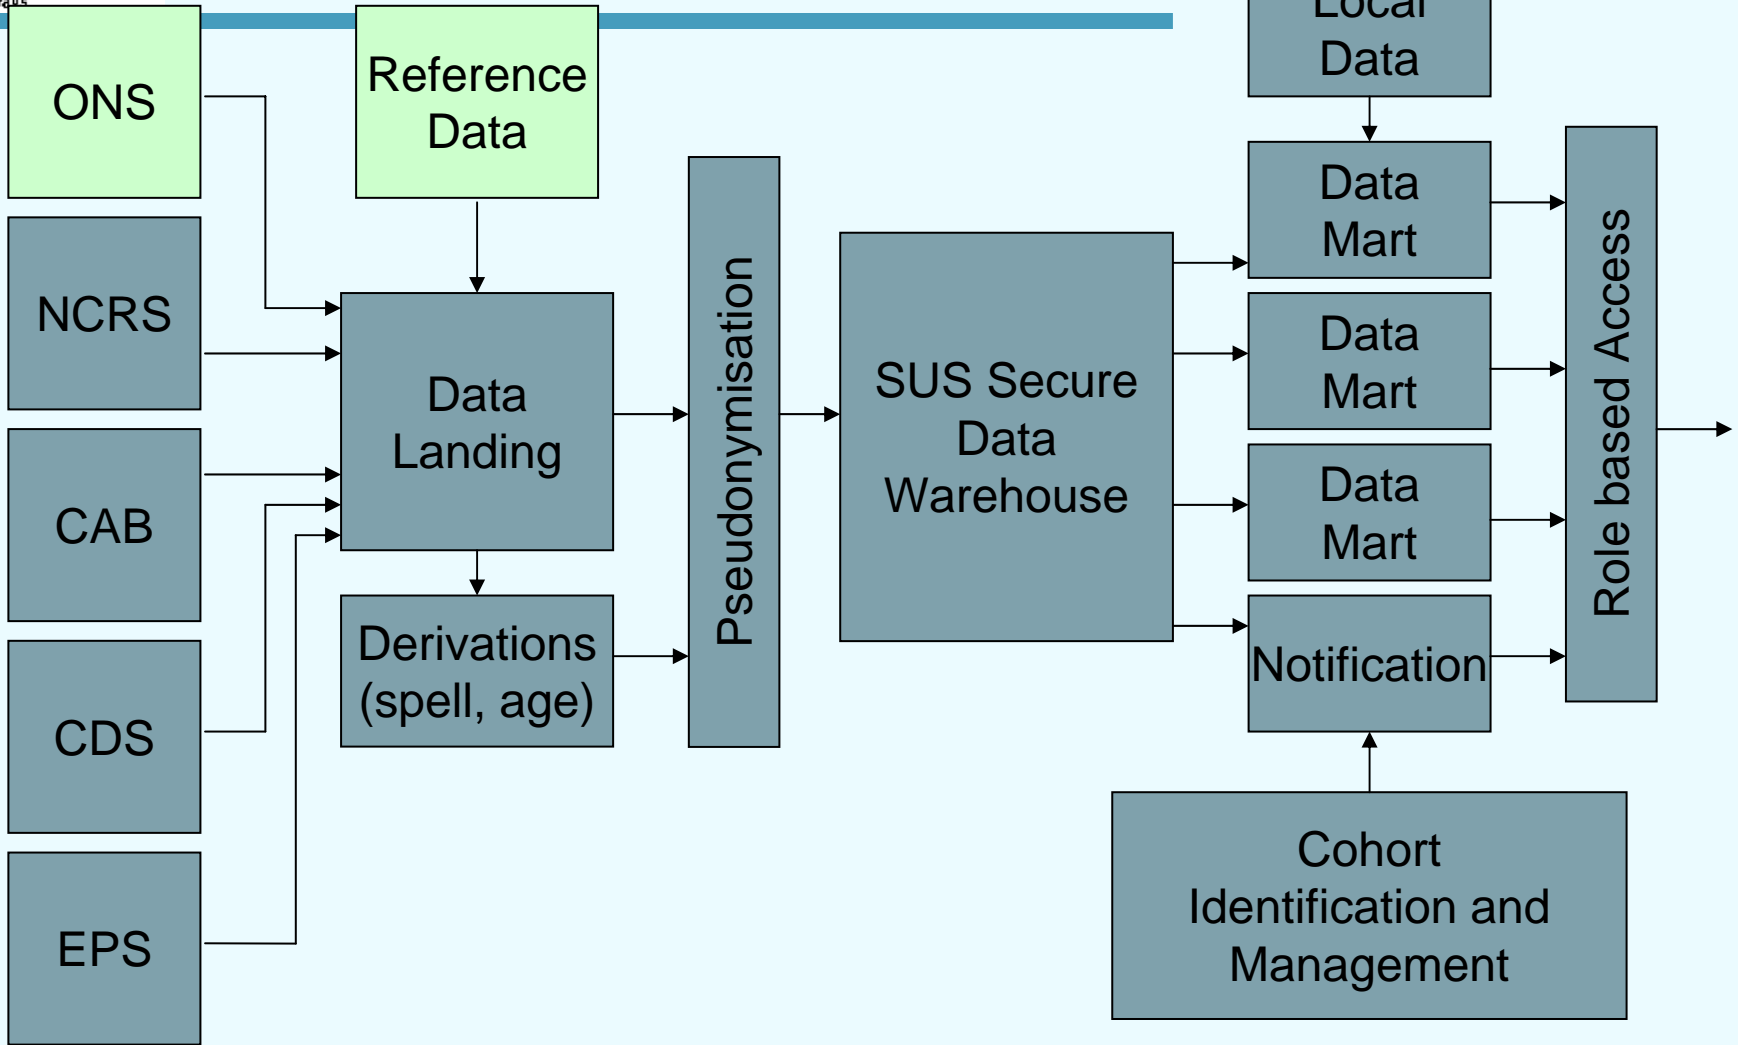 ONS
Reference
Data
Local
Data
NCRS
Data
Landing
Pseudonymisation
SUS Secure
Data
Warehouse
Data
Mart
Data
Mart
Data
Mart
Role based Access
CAB
Derivations
(spell, age)
Notification
CDS
EPS
Cohort
Identification and
Management